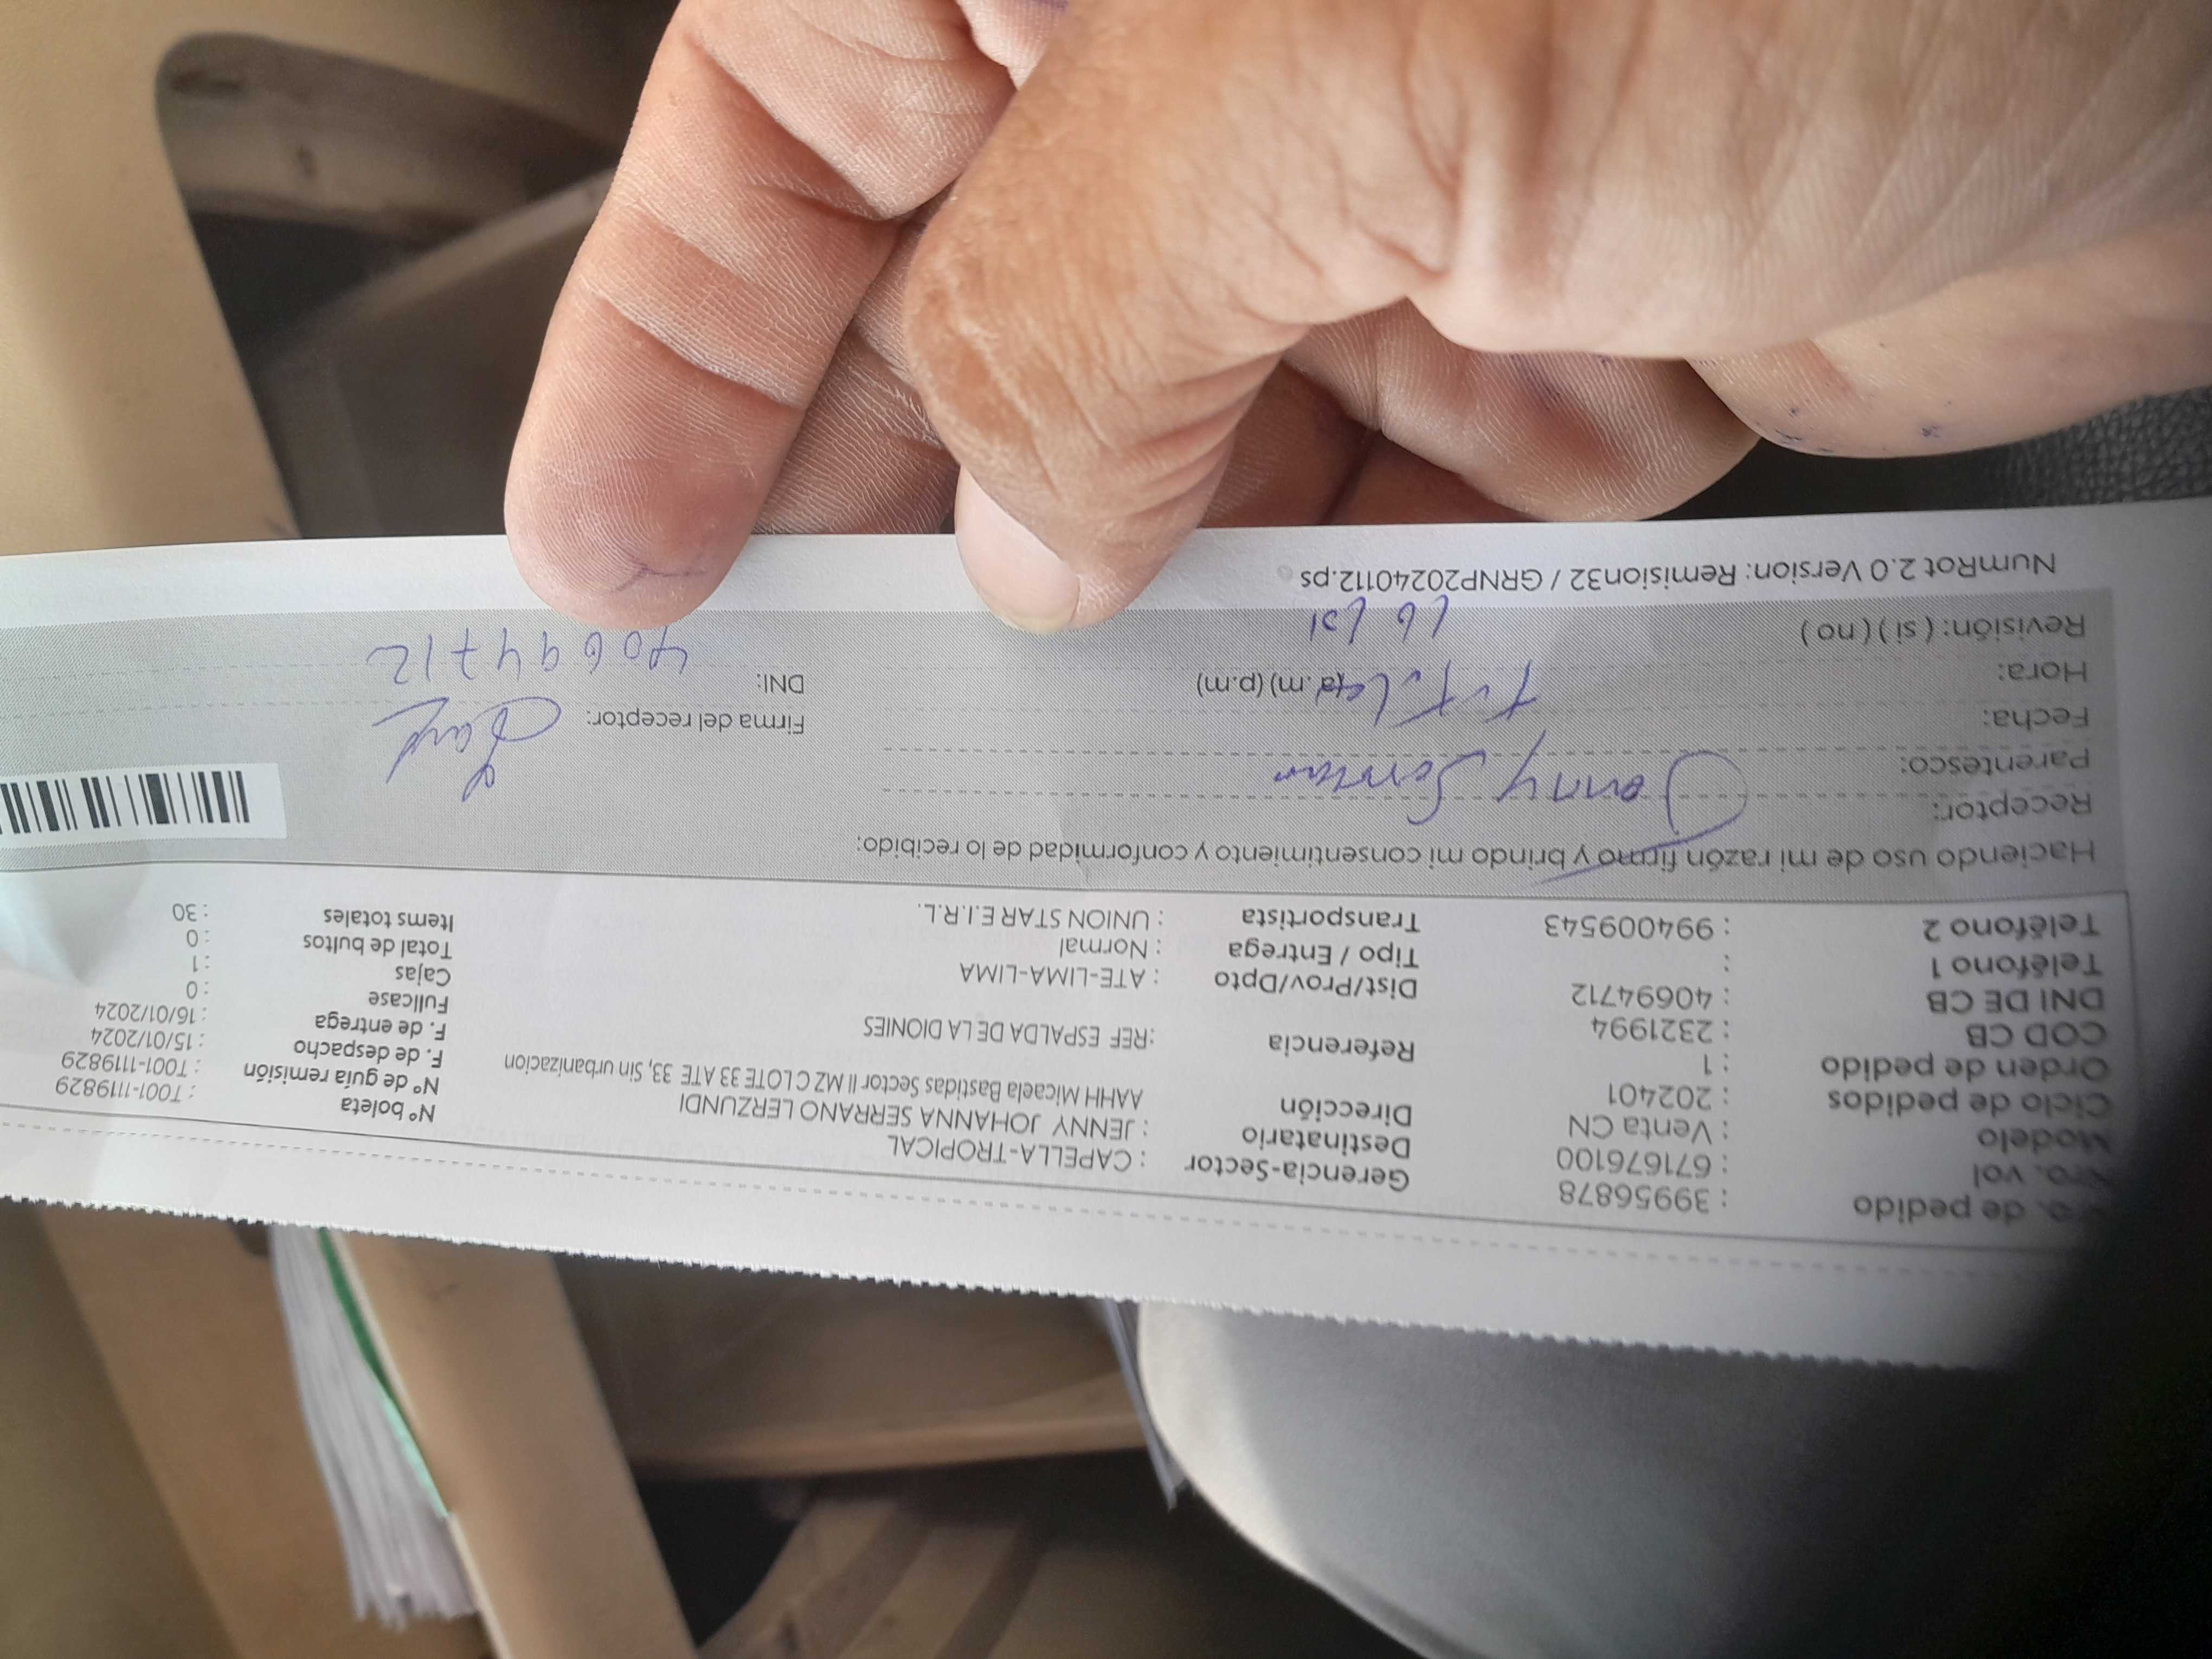 Nro. de pedido : 39956878
Nro. vol : 671676100
Modelo : Venta CN
Ciclo de pedidos : 202401
Orden de pedido : 1
COD CB : 2321994
DNI DE CB : 40694712
Teléfono 1 :
Teléfono 2 : 994009543
Gerencia-Sector : CAPELLA-TROPICAL
Destinatario : JENNY JOHANNA SERRANO LERZUNDI
Dirección AAHH Micaela Bastidas Sector II MZ C LOTE 33 ATE 33, Sin urbanizacion
Referencia :REF ESPALDA DE LA DIONIES
Dist/Prov/Dpto : ATE-LIMA-LIMA
Tipo / Entrega : Normal
Transportista : UNION STAR E.I.R.L.
Nº boleta : T001-1119829
Nº de guía remisión : T001-1119829
F. de despacho : 15/01/2024
F. de entrega : 16/01/2024
Fullcase : 0
Cajas : 1
Total de bultos : 0
Items totales : 30
Haciendo uso de mi razón firmo y brindo mi consentimiento y conformidad de lo recibido:
Receptor: Jenny Serrano
Parentesco:
Fecha: Titular
Hora: (a.m) (p.m)
Revisión: ( si ) ( no ) 16/01
Firma del receptor:
DNI: 40694712
NumRot 2.0 Version: Remision32 / GRNP20240112.ps